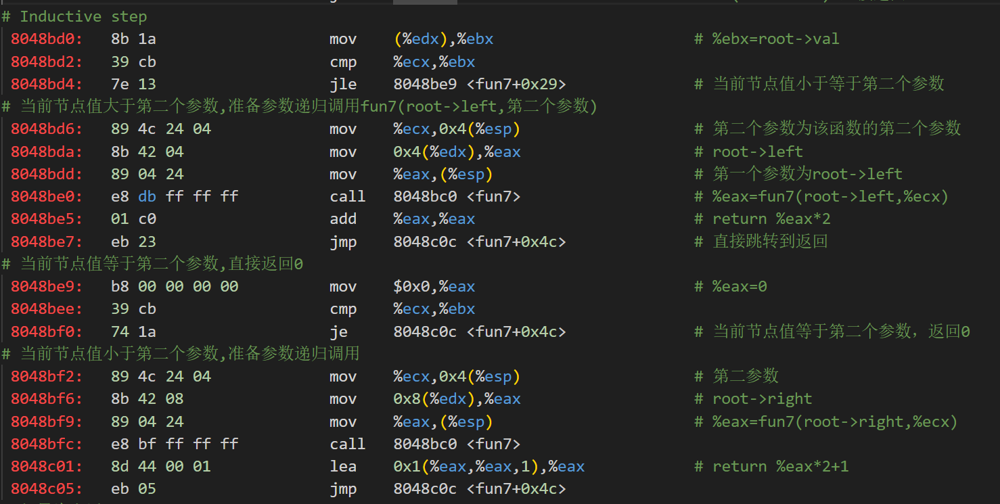 # Inductive step
8048bd0: 8b 1a mov (%edx),%ebx # %ebx=root->val
8048bd2: 39 cb cmp %ecx,%ebx
8048bd4: 7e 13 jle 8048be9 <fun7+0x29> # 当前节点值小于等于第二个参数
# 当前节点值大于第二个参数,准备参数递归调用fun7(root->left,第二个参数)
8048bd6: 89 4c 24 04 mov %ecx,0x4(%esp) # 第二个参数为该函数的第二个参数
8048bda: 8b 42 04 mov 0x4(%edx),%eax # root->left
8048bdd: 89 04 24 mov %eax,(%esp) # 第一个参数为root->left
8048be0: e8 db ff ff ff call 8048bc0 <fun7> # %eax=fun7(root->left,%ecx)
8048be5: 01 c0 add %eax,%eax # return %eax*2
8048be7: eb 23 jmp 8048c0c <fun7+0x4c> # 直接跳转到返回
# 当前节点值等于第二个参数,直接返回0
8048be9: b8 00 00 00 00 mov $0x0,%eax # %eax=0
8048bee: 39 cb cmp %ecx,%ebx
8048bf0: 74 1a je 8048c0c <fun7+0x4c> # 当前节点值等于第二个参数，返回0
# 当前节点值小于第二个参数,准备参数递归调用
8048bf2: 89 4c 24 04 mov %ecx,0x4(%esp) # 第二参数
8048bf6: 8b 42 08 mov 0x8(%edx),%eax # root->right
8048bf9: 89 04 24 mov %eax,(%esp) # %eax=fun7(root->right,%ecx)
8048bfc: e8 bf ff ff ff call 8048bc0 <fun7>
8048c01: 8d 44 00 01 lea 0x1(%eax,%eax,1),%eax # return %eax*2+1
8048c05: eb 05 jmp 8048c0c <fun7+0x4c>